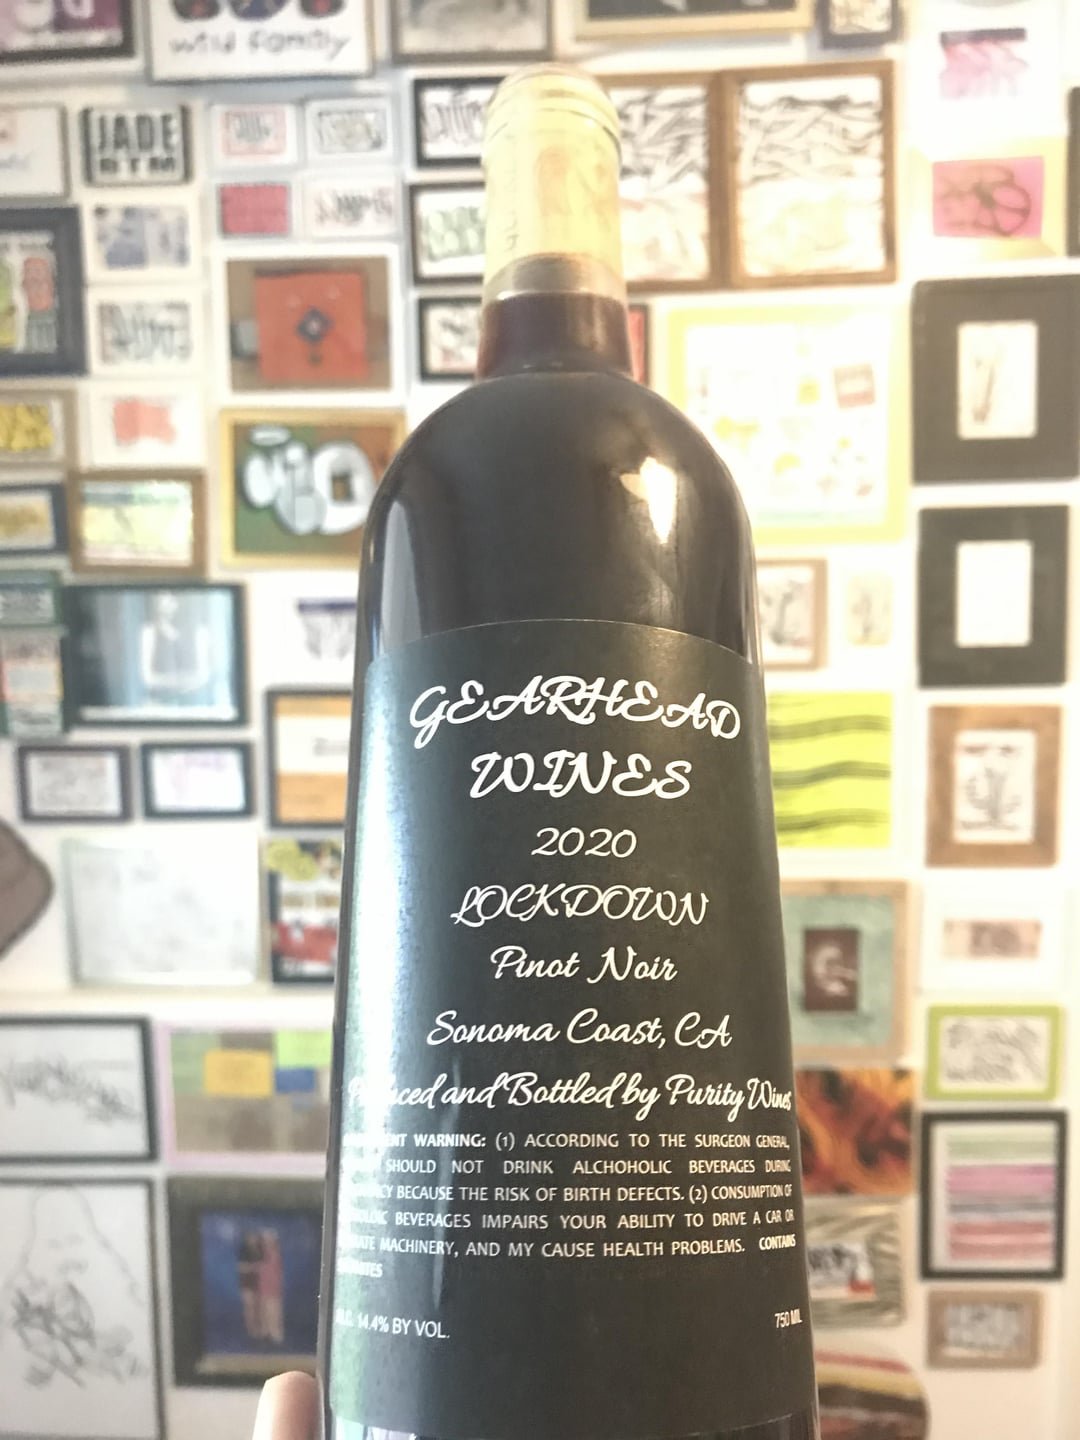 wild family
JADE
BTM
GEARHEAD
WINES
2020
LOCKDOWN
Pinot Noir
Sonoma Coast, CA
Produced and Bottled by Purity Wines
WARNING: (1) ACCORDING TO THE SURGEON GENERAL,
SHOULD NOT DRINK ALCHOHOLIC BEVERAGES DURING
BECAUSE THE RISK OF BIRTH DEFECTS. (2) CONSUMPTION OF
BEVERAGES IMPAIRS YOUR ABILITY TO DRIVE A CAR OR
MACHINERY, AND MY CAUSE HEALTH PROBLEMS. CONTAINS
14.4% BY VOL.
750 ML